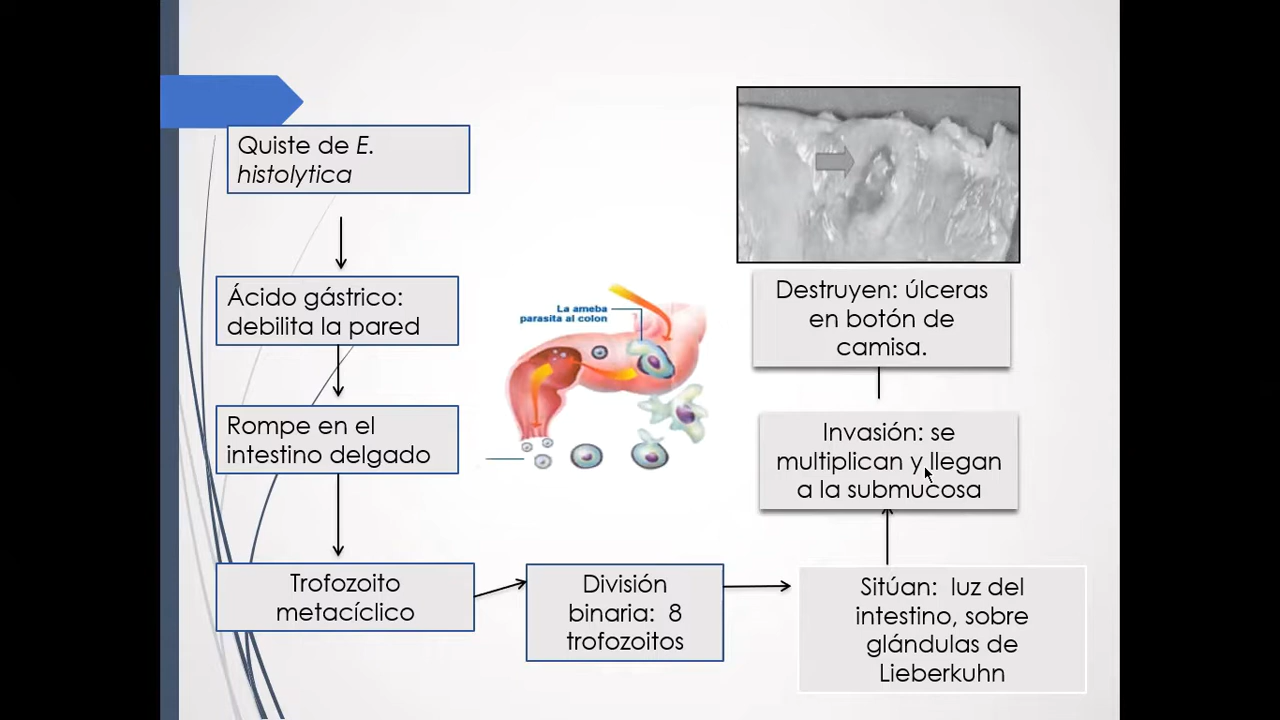 Quiste de E.
histolytica
Ácido gástrico:
debilita la pared
Rompe en el
intestino delgado
Trofozoito
metacíclico
División
binaria:  8
trofozoitos
Sitúan:  luz del
intestino, sobre
glándulas de
Lieberkuhn
Invasión: se
multiplican y llegan
a la submucosa
Destruyen: úlceras
en botón de
camisa.
La ameba
parasita al colon